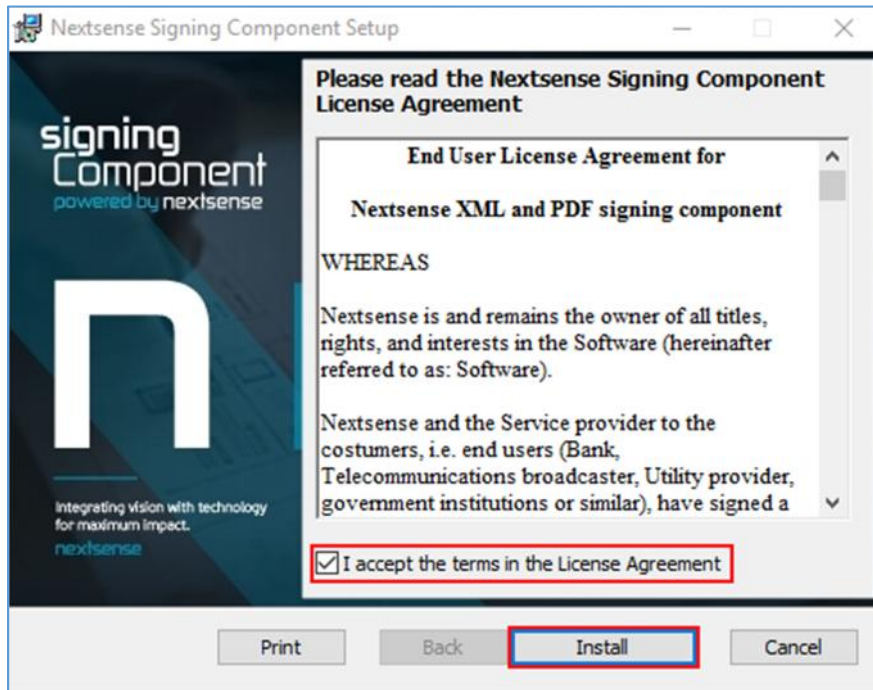 Nextsense Signing Component Setup
signing
Component
powered by nextsense
n
Integrating vision with technology
for maximum impact.
nextsense
Please read the Nextsense Signing Component
License Agreement
End User License Agreement for
Nextsense XML and PDF signing component
WHEREAS
Nextsense is and remains the owner of all titles,
rights, and interests in the Software (hereinafter
referred to as: Software).
Nextsense and the Service provider to the
costumers, i.e. end users (Bank,
Telecommunications broadcaster, Utility provider,
government institutions or similar), have signed a
I accept the terms in the License Agreement
Print
Back
Install
Cancel